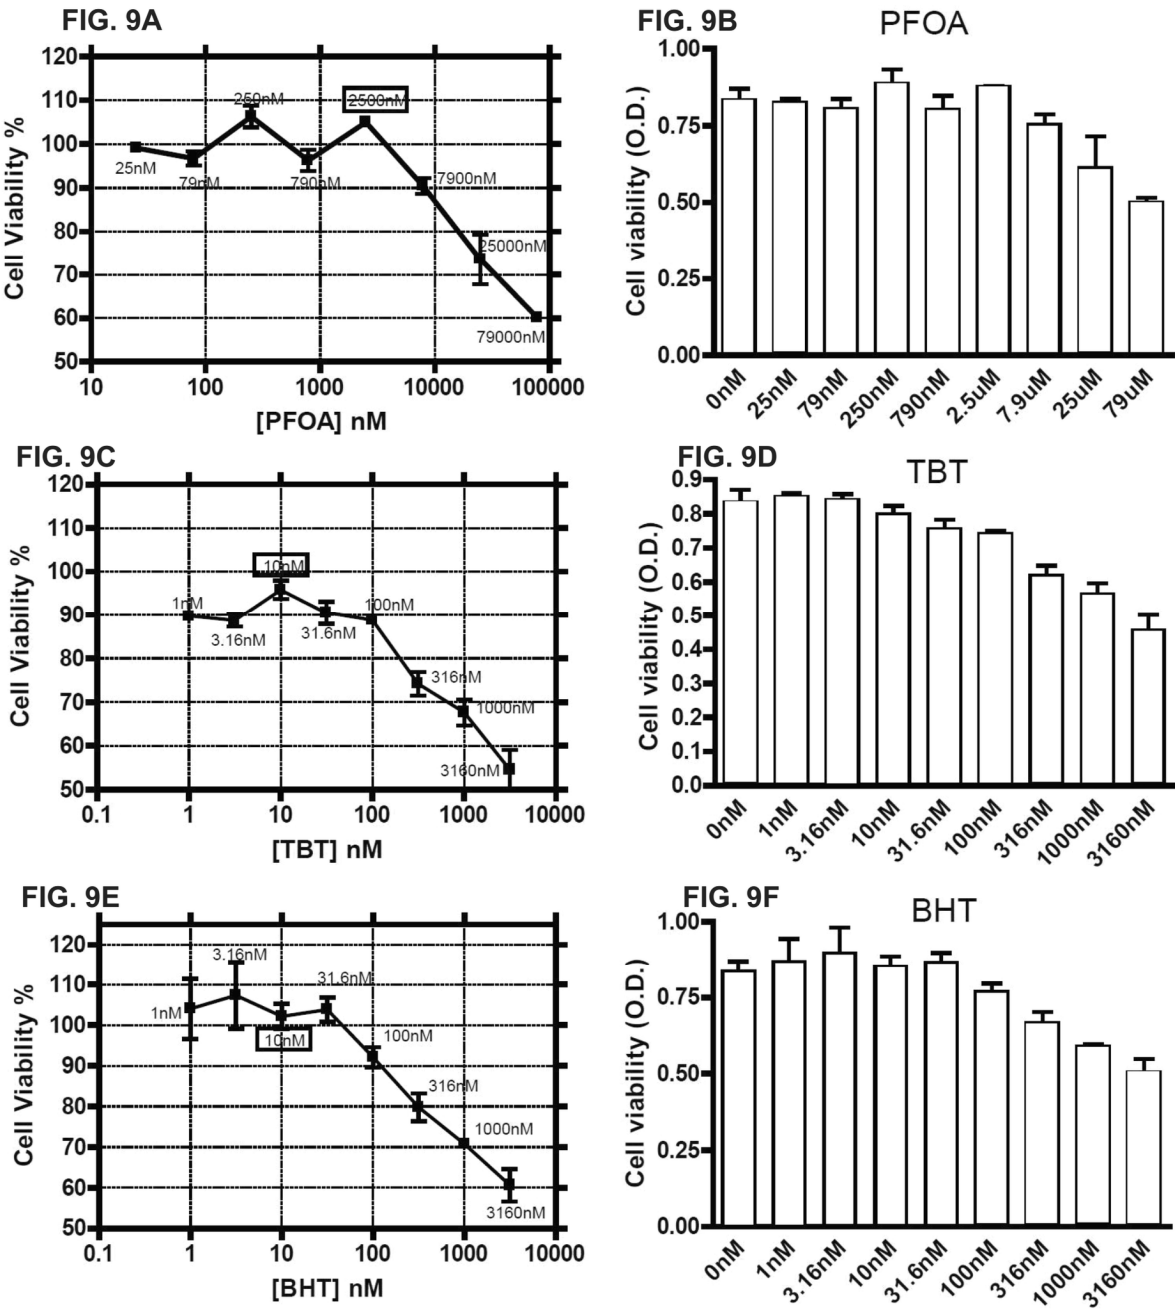 FIG. 9A
Cell Viability %
120
110
100
90
80
70
60
50
25nM
79nM
250nM
790nM
2500nM
7900nM
25000nM
79000nM
10 100 1000 10000 100000
[PFOA] nM
FIG. 9B
PFOA
Cell viability (O.D.)
1.00
0.75
0.50
0.25
0.00
0nM 25nM 79nM 250nM 790nM 2.5uM 7.9uM 25uM 79uM
FIG. 9C
Cell Viability %
120
110
100
90
80
70
60
50
1nM
3.16nM
10nM
31.6nM
100nM
316nM
1000nM
3160nM
0.1 1 10 100 1000 10000
[TBT] nM
FIG. 9D
TBT
Cell viability (O.D.)
0.9
0.8
0.7
0.6
0.5
0.4
0.3
0.2
0.1
0.0
0nM 1nM 3.16nM 10nM 31.6nM 100nM 316nM 1000nM 3160nM
FIG. 9E
Cell Viability %
120
110
100
90
80
70
60
50
1nM
3.16nM
10nM
31.6nM
100nM
316nM
1000nM
3160nM
0.1 1 10 100 1000 10000
[BHT] nM
FIG. 9F
BHT
Cell viability (O.D.)
1.00
0.75
0.50
0.25
0.00
0nM 1nM 3.16nM 10nM 31.6nM 100nM 316nM 1000nM 3160nM